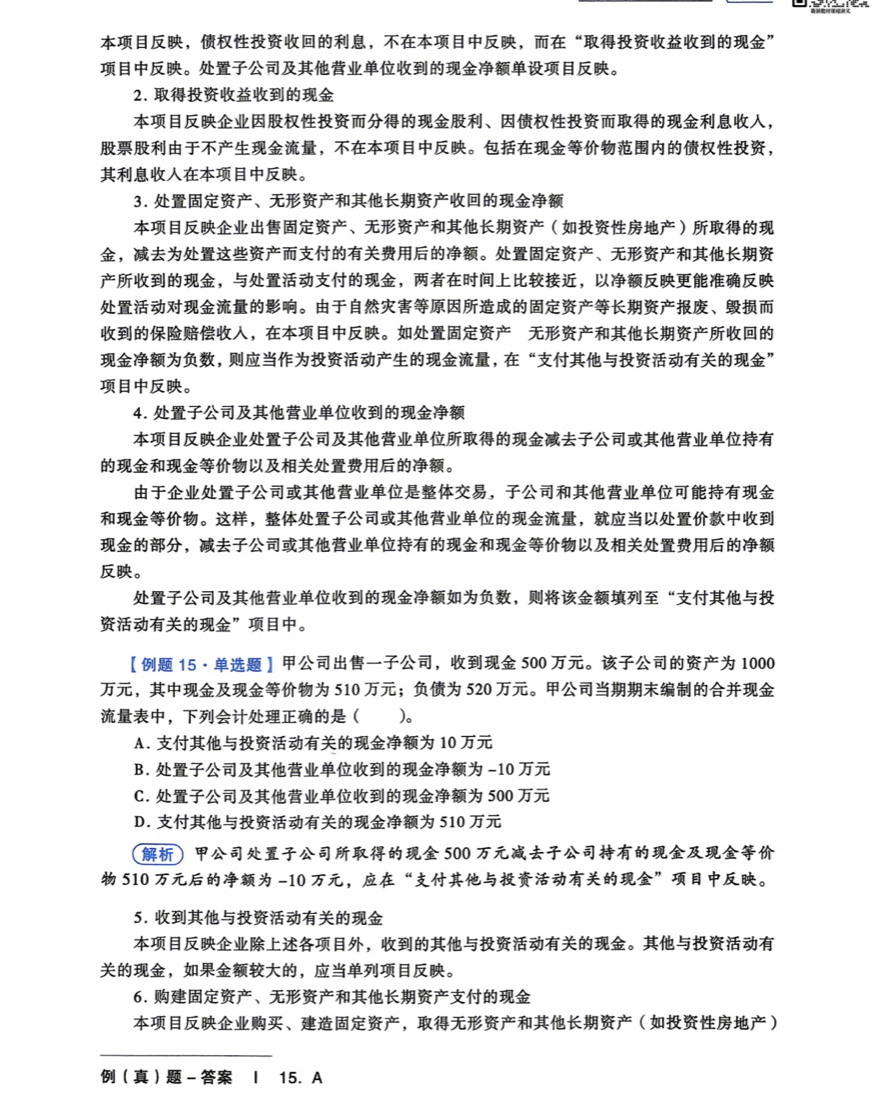 本项目反映，债权性投资收回的利息，不在本项目中反映，而在“取得投资收益收到的现金”
项目中反映。处置子公司及其他营业单位收到的现金净额单设项目反映。
2. 取得投资收益收到的现金
本项目反映企业因股权性投资而分得的现金股利、因债权性投资而取得的现金利息收人，
股票股利由于不产生现金流量，不在本项目中反映。包括在现金等价物范围内的债权性投资，
其利息收人在本项目中反映。
3. 处置固定资产、无形资产和其他长期资产收回的现金净额
本项目反映企业出售固定资产、无形资产和其他长期资产（如投资性房地产）所取得的现
金，减去为处置这些资产而支付的有关费用后的净额。处置固定资产、无形资产和其他长期资
产所收到的现金，与处置活动支付的现金，两者在时间上比较接近，以净额反映更能准确反映
处置活动对现金流量的影响。由于自然灾害等原因所造成的固定资产等长期资产报废、毁损而
收到的保险赔偿收人，在本项目中反映。如处置固定资产　无形资产和其他长期资产所收回的
现金净额为负数，则应当作为投资活动产生的现金流量，在“支付其他与投资活动有关的现金”
项目中反映。
4. 处置子公司及其他营业单位收到的现金净额
本项目反映企业处置子公司及其他营业单位所取得的现金减去子公司或其他营业单位持有
的现金和现金等价物以及相关处置费用后的净额。
由于企业处置子公司或其他营业单位是整体交易，子公司和其他营业单位可能持有现金
和现金等价物。这样，整体处置子公司或其他营业单位的现金流量，就应当以处置价款中收到
现金的部分，减去子公司或其他营业单位持有的现金和现金等价物以及相关处置费用后的净额
反映。
处置子公司及其他营业单位收到的现金净额如为负数，则将该金额填列至“支付其他与投
资活动有关的现金”项目中。
【例题 15·单选题】甲公司出售一子公司，收到现金 500 万元。该子公司的资产为 1000
万元，其中现金及现金等价物为 510 万元；负债为 520 万元。甲公司当期期末编制的合并现金
流量表中，下列会计处理正确的是（　　）。
A. 支付其他与投资活动有关的现金净额为 10 万元
B. 处置子公司及其他营业单位收到的现金净额为 -10 万元
C. 处置子公司及其他营业单位收到的现金净额为 500 万元
D. 支付其他与投资活动有关的现金净额为 510 万元
解析 甲公司处置子公司所取得的现金 500 万元减去子公司持有的现金及现金等价
物 510 万元后的净额为 -10 万元，应在“支付其他与投资活动有关的现金”项目中反映。
5. 收到其他与投资活动有关的现金
本项目反映企业除上述各项目外，收到的其他与投资活动有关的现金。其他与投资活动有
关的现金，如果金额较大的，应当单列项目反映。
6. 购建固定资产、无形资产和其他长期资产支付的现金
本项目反映企业购买、建造固定资产，取得无形资产和其他长期资产（如投资性房地产）
例（真）题－答案 | 15. A